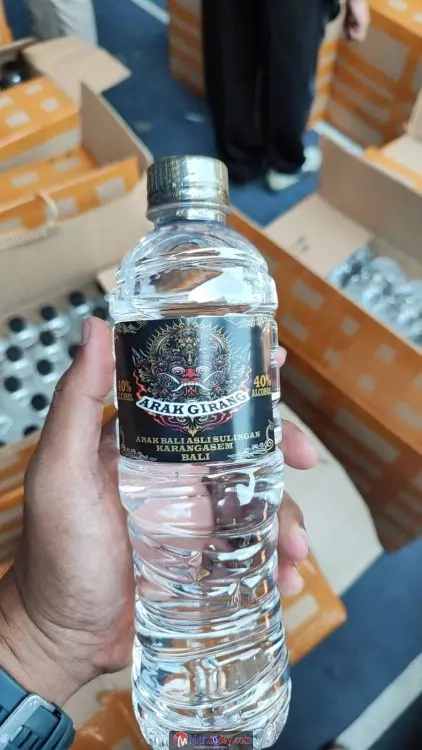 40%
ALCOHOL
ARAK GIRANG
40%
ALCOHOL
ARAK BALI ASLI SULINGAN
KARANGASEM
BALI